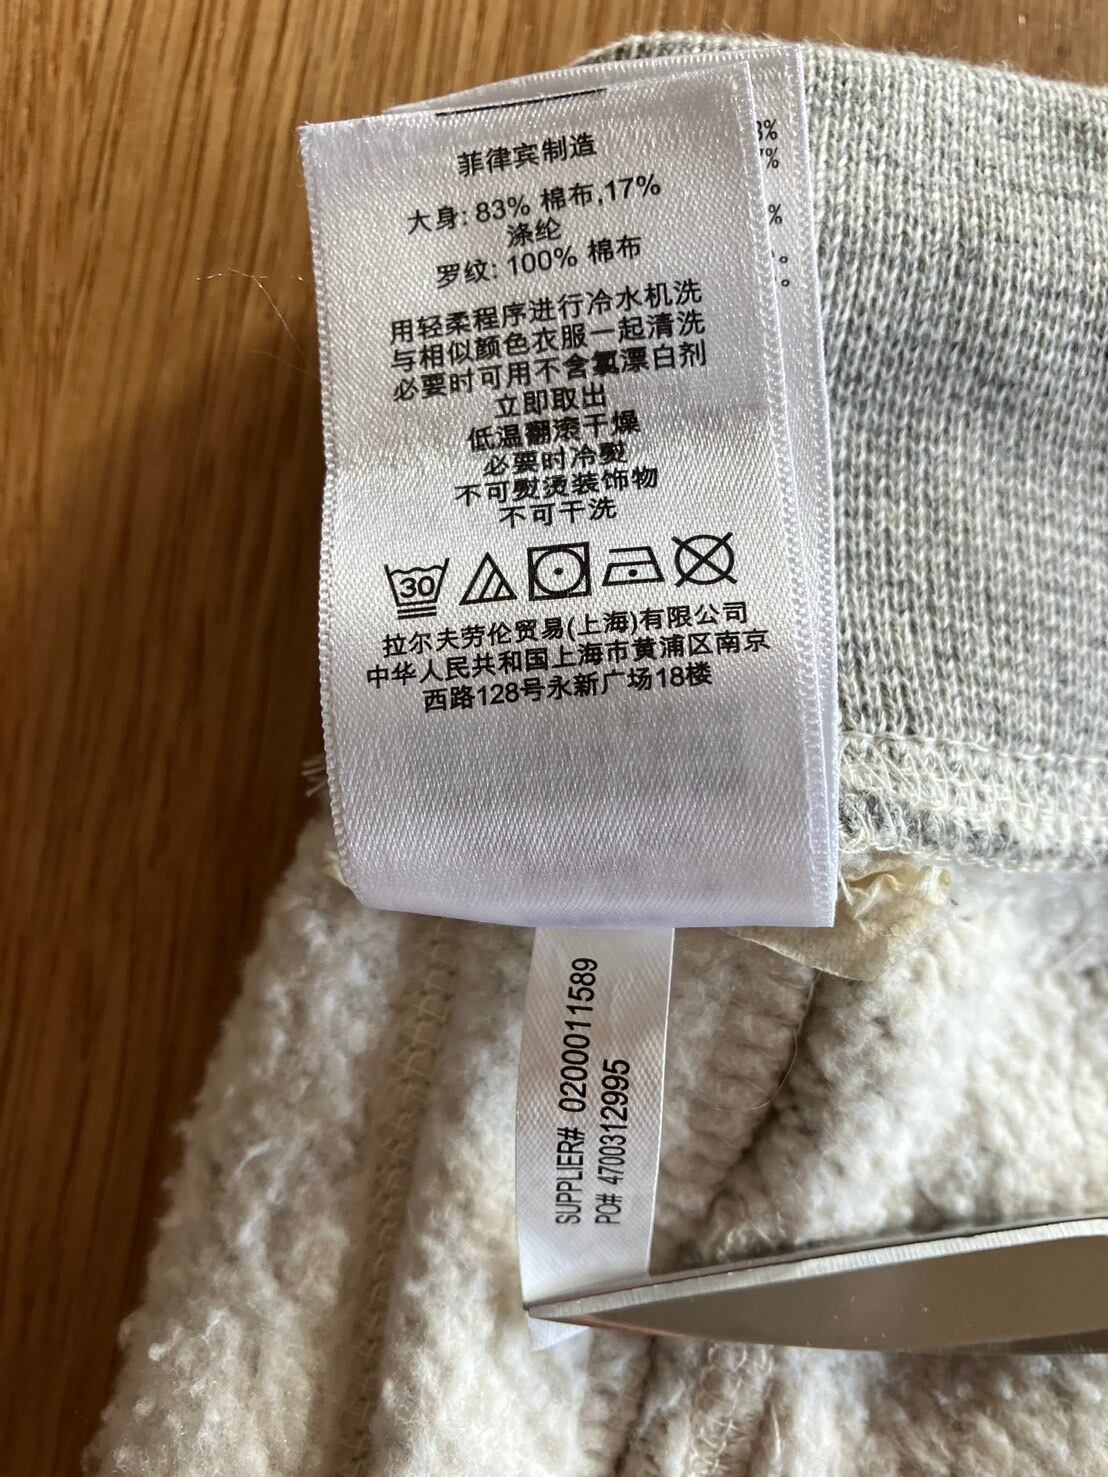 菲律宾制造
大身: 83% 棉布,17%
涤纶
罗纹: 100% 棉布
用轻柔程序进行冷水机洗
与相似颜色衣服一起清洗
必要时可用不含氯漂白剂
立即取出
低温翻滚干燥
必要时冷熨
不可熨烫装饰物
不可干洗
30
拉尔夫劳伦贸易(上海)有限公司
中华人民共和国上海市黄浦区南京
西路128号永新广场18楼
SUPPLIER# 0200011589
PO# 4700312995